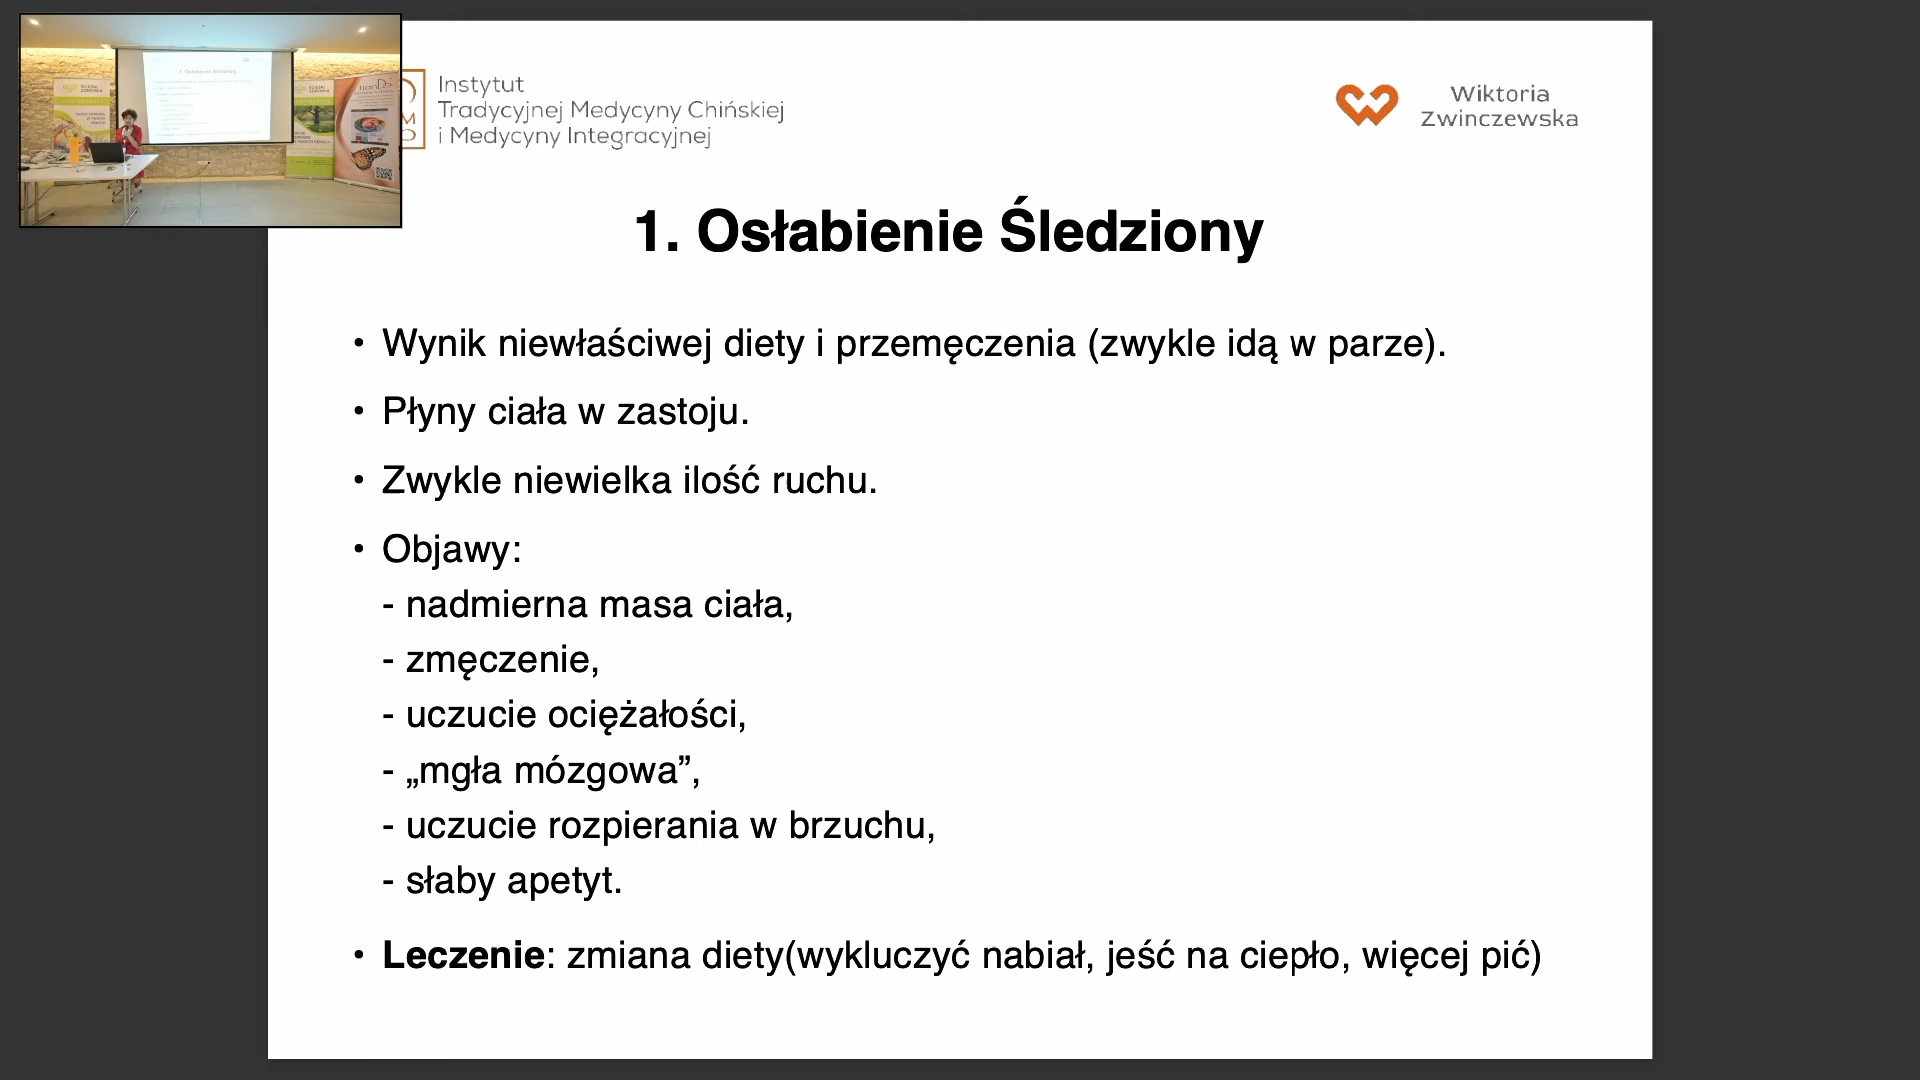 Instytut
Tradycyjnej Medycyny Chińskiej
i Medycyny Integracyjnej
Wiktoria
Zwinczewska
1. Osłabienie Śledziony
• Wynik niewłaściwej diety i przemęczenia (zwykle idą w parze).
• Płyny ciała w zastoju.
• Zwykle niewielka ilość ruchu.
• Objawy:
- nadmierna masa ciała,
- zmęczenie,
- uczucie ociężałości,
- „mgła mózgowa”,
- uczucie rozpierania w brzuchu,
- słaby apetyt.
• Leczenie: zmiana diety(wykluczyć nabiał, jeść na ciepło, więcej pić)